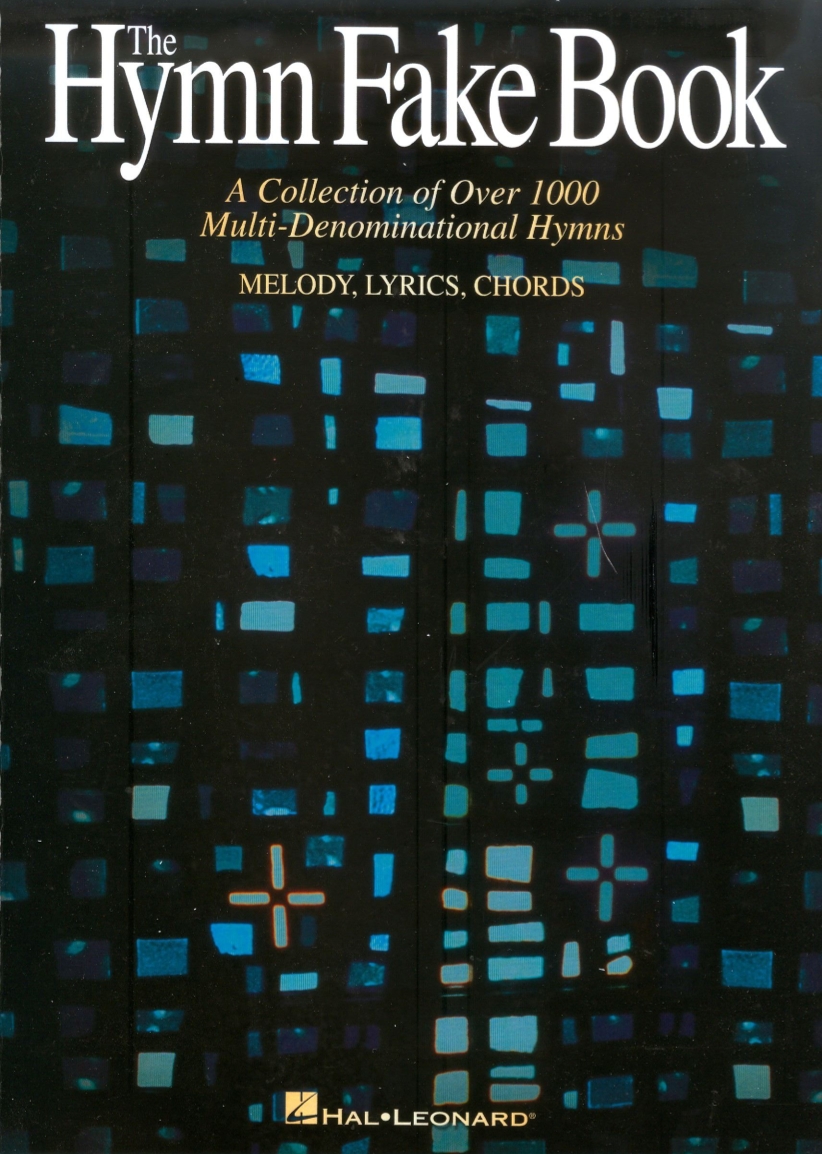 The
Hymn Fake Book
A Collection of Over 1000
Multi-Denominational Hymns
MELODY, LYRICS, CHORDS
HAL•LEONARD®